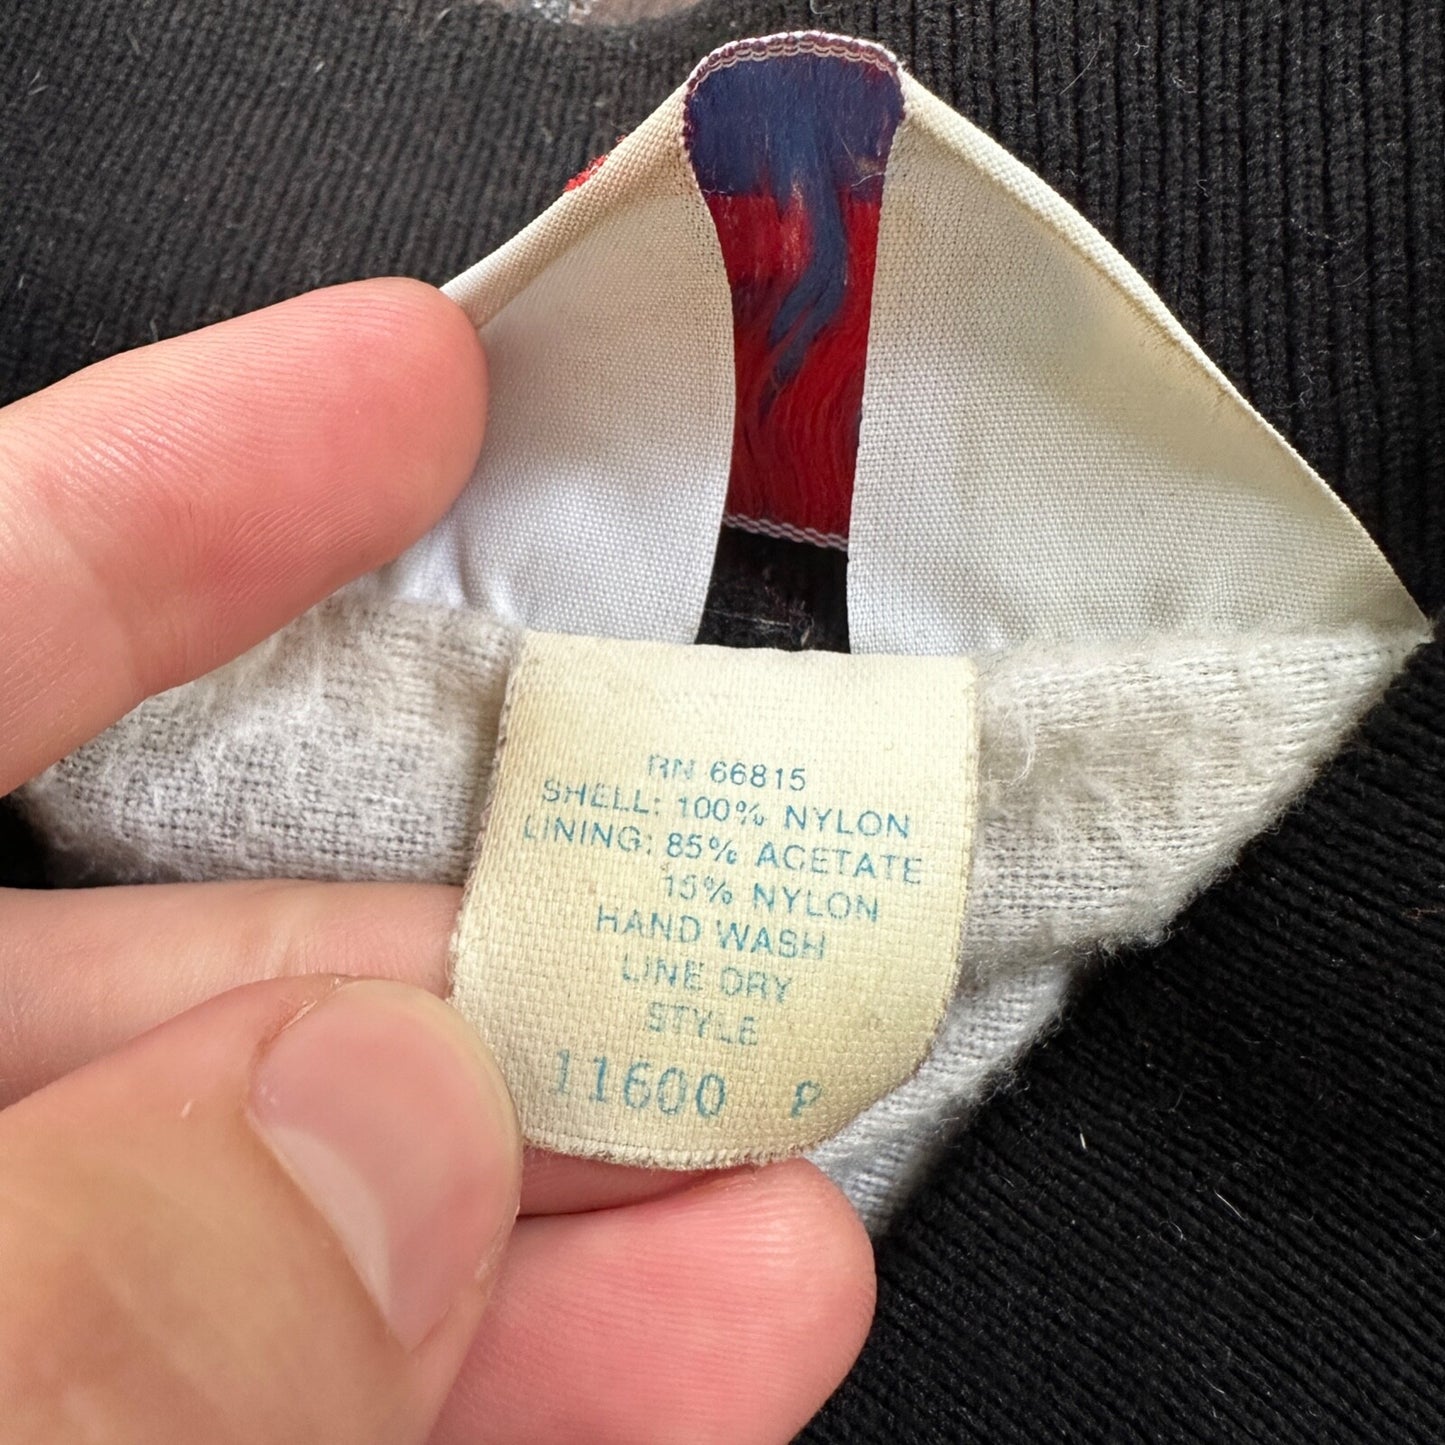 RN 66815
SHELL: 100% NYLON
LINING: 85% ACETATE
15% NYLON
HAND WASH
LINE DRY
STYLE
11600 P